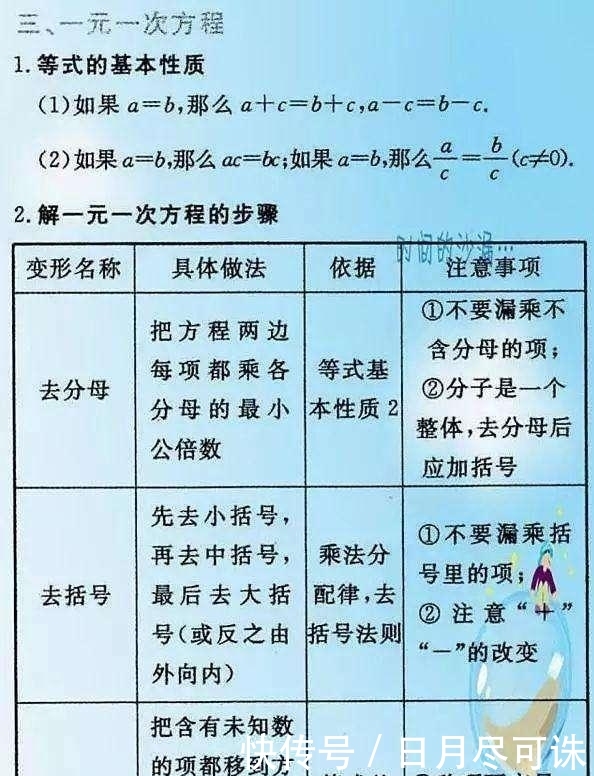 三、一元一次方程
1.等式的基本性质
(1)如果a=b,那么a+c=b+c,a-c=b-c.
(2)如果a=b,那么ac=bc;如果a=b,那么a/c=b/c(c≠0).
2.解一元一次方程的步骤
时间的沙漏…
变形名称 具体做法 依据 注意事项
去分母
把方程两边
每项都乘各
分母的最小
公倍数
等式基
本性质2
①不要漏乘不
含分母的项;
②分子是一个
整体,去分母后
应加括号
去括号
先去小括号,
再去中括号,
最后去大括
号(或反之由
外向内)
乘法分
配律,去
括号法则
①不要漏乘括
号里的项;
②注意“+”
“-”的改变
把含有未知数
的项都移到方
快传号/日月尽可诛